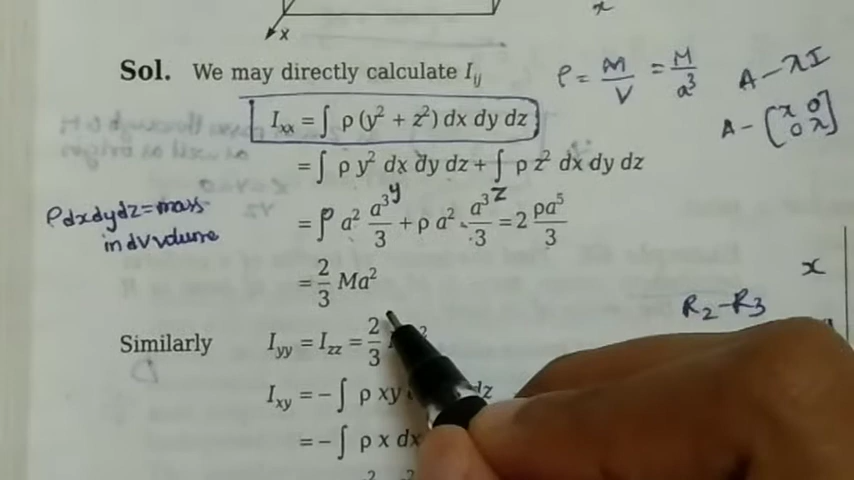 x
x
Sol. We may directly calculate I_ij
ρ = M/V = M/a³
A - λI
I_xx = ∫ ρ (y² + z²) dx dy dz
A -
= ∫ ρ y² dx dy dz + ∫ ρ z² dx dy dz
ρdxdydz = mass
in dV volume
= ρ a² a³/3 y + ρ a² · a³/3 z = 2 ρa⁵/3
= 2/3 Ma²
x
R₂ - R₃
Similarly I_yy = I_zz = 2/3
I_xy = - ∫ ρ xy dz
= - ∫ ρ x dx